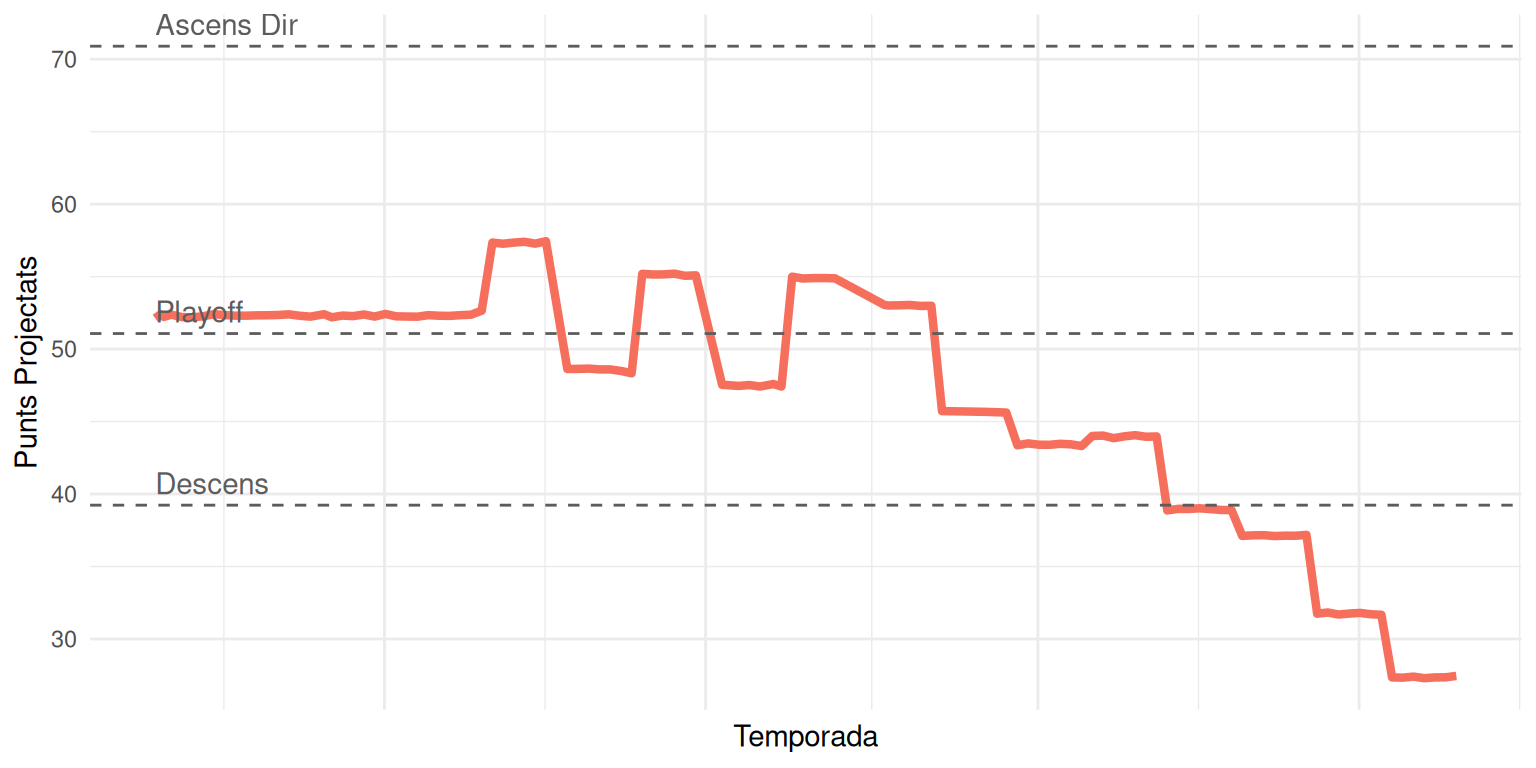 Ascens Dir
70
60
Playoff
50
Descens
40
30
Punts Projectats
Temporada